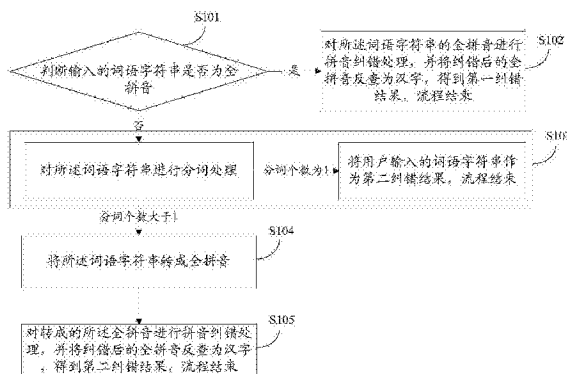 S101
判断输入的词语字符串是否为全
拼音
是
对所述词语字符串的全拼音进行
拼音纠错处理，并将纠错后的全
拼音反查为汉字，得到第一纠错
结果，流程结束
S102
否
对所述词语字符串进行分词处理
分词个数为1
将用户输入的词语字符串作
为第二纠错结果，流程结束
S103
分词个数大于1
将所述词语字符串转成全拼音
S104
对转成的所述全拼音进行拼音纠错处
理，并将纠错后的全拼音反查为汉字
，得到第二纠错结果，流程结束
S105